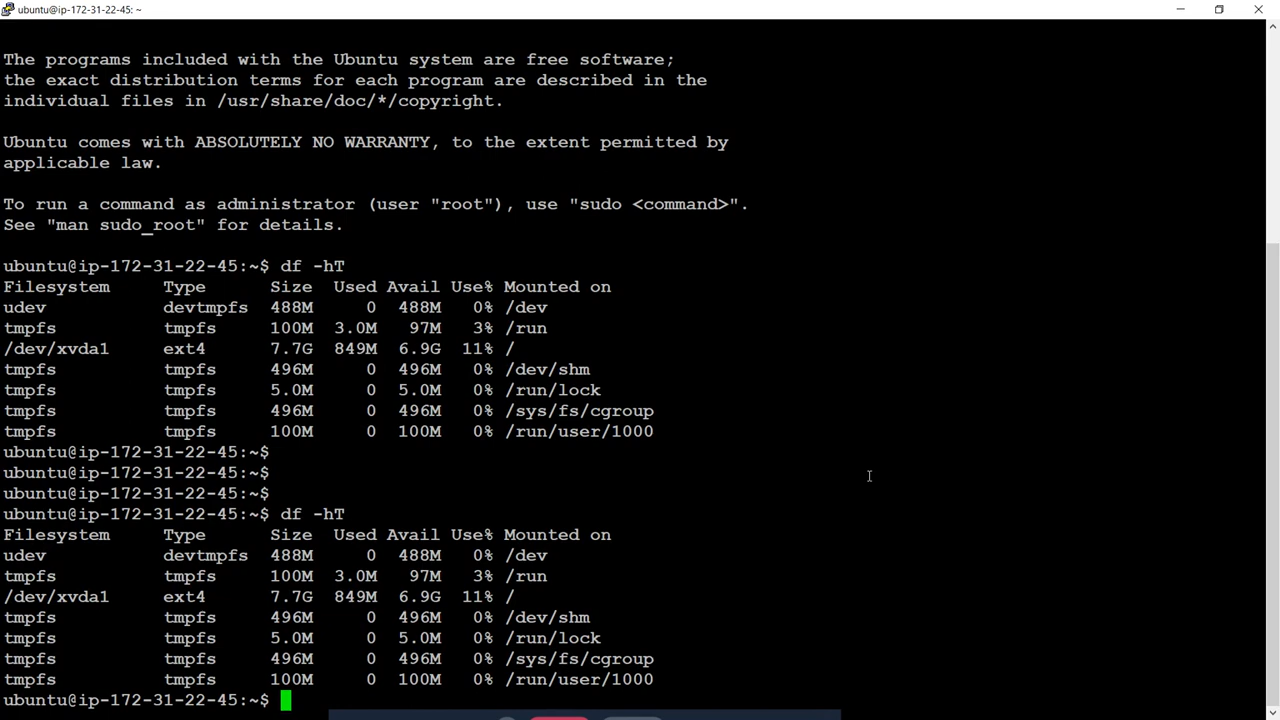 ubuntu@ip-172-31-22-45: ~
The programs included with the Ubuntu system are free software;
the exact distribution terms for each program are described in the
individual files in /usr/share/doc/*/copyright.
Ubuntu comes with ABSOLUTELY NO WARRANTY, to the extent permitted by
applicable law.
To run a command as administrator (user "root"), use "sudo <command>".
See "man sudo_root" for details.
ubuntu@ip-172-31-22-45:~$ df -hT
Filesystem     Type      Size  Used Avail Use% Mounted on
udev           devtmpfs  488M     0  488M   0% /dev
tmpfs          tmpfs     100M  3.0M   97M   3% /run
/dev/xvda1     ext4      7.7G  849M  6.9G  11% /
tmpfs          tmpfs     496M     0  496M   0% /dev/shm
tmpfs          tmpfs     5.0M     0  5.0M   0% /run/lock
tmpfs          tmpfs     496M     0  496M   0% /sys/fs/cgroup
tmpfs          tmpfs     100M     0  100M   0% /run/user/1000
ubuntu@ip-172-31-22-45:~$
ubuntu@ip-172-31-22-45:~$
ubuntu@ip-172-31-22-45:~$
ubuntu@ip-172-31-22-45:~$ df -hT
Filesystem     Type      Size  Used Avail Use% Mounted on
udev           devtmpfs  488M     0  488M   0% /dev
tmpfs          tmpfs     100M  3.0M   97M   3% /run
/dev/xvda1     ext4      7.7G  849M  6.9G  11% /
tmpfs          tmpfs     496M     0  496M   0% /dev/shm
tmpfs          tmpfs     5.0M     0  5.0M   0% /run/lock
tmpfs          tmpfs     496M     0  496M   0% /sys/fs/cgroup
tmpfs          tmpfs     100M     0  100M   0% /run/user/1000
ubuntu@ip-172-31-22-45:~$